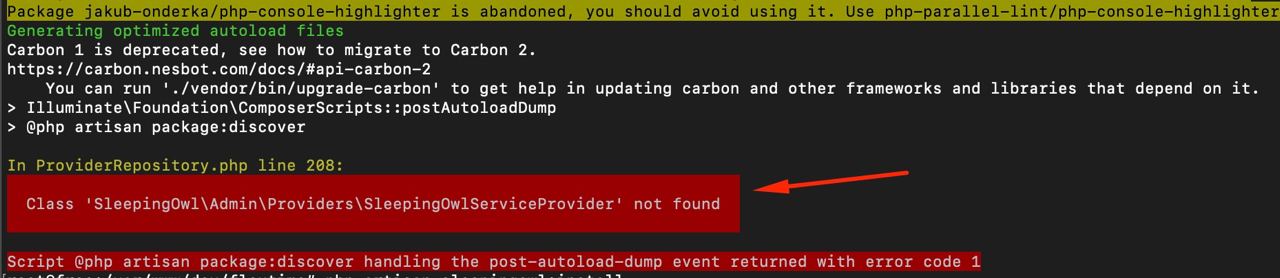 Package jakub-onderka/php-console-highlighter is abandoned, you should avoid using it. Use php-parallel-lint/php-console-highlighter
Generating optimized autoload files
Carbon 1 is deprecated, see how to migrate to Carbon 2.
https://carbon.nesbot.com/docs/#api-carbon-2
    You can run './vendor/bin/upgrade-carbon' to get help in updating carbon and other frameworks and libraries that depend on it.
> Illuminate\Foundation\ComposerScripts::postAutoloadDump
> @php artisan package:discover
In ProviderRepository.php line 208:
Class 'SleepingOwl\Admin\Providers\SleepingOwlServiceProvider' not found
Script @php artisan package:discover handling the post-autoload-dump event returned with error code 1